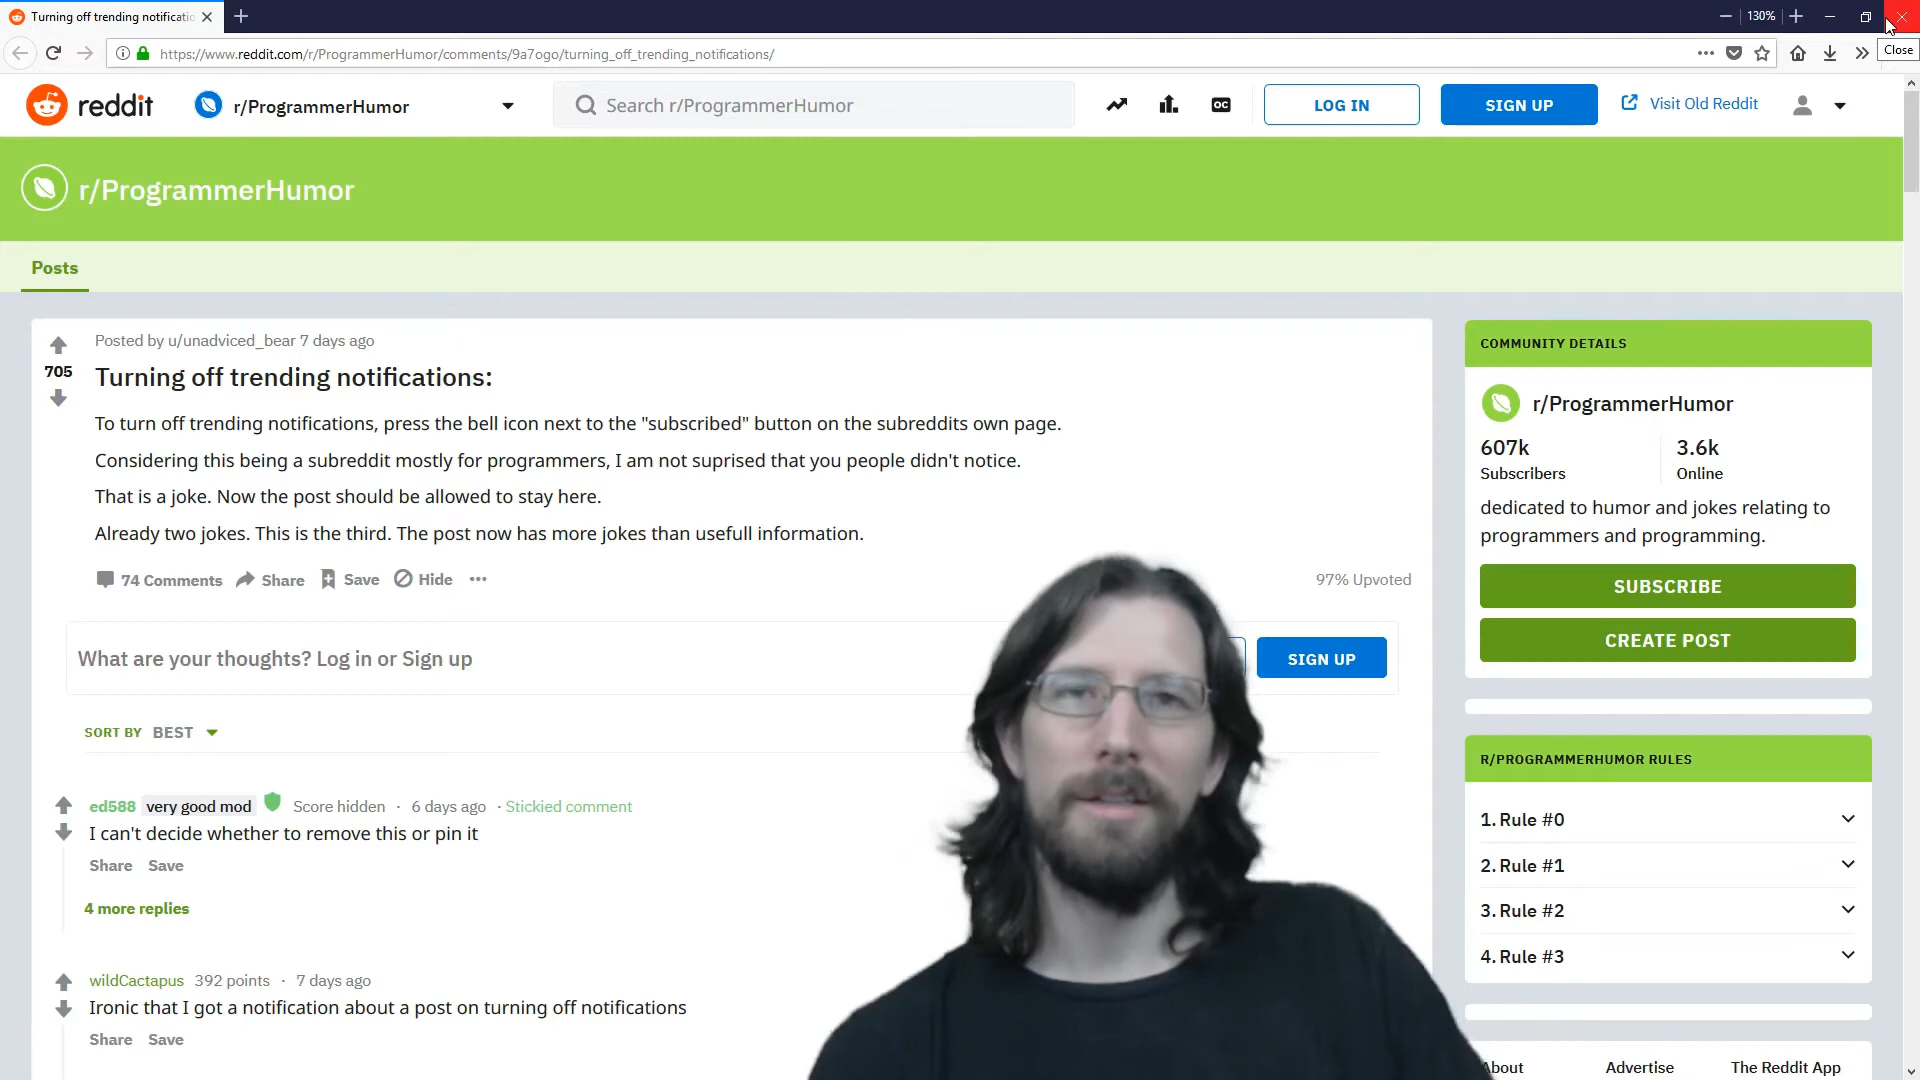 Turning off trending notificatio
130%
Close
https://www.reddit.com/r/ProgrammerHumor/comments/9a7ogo/turning_off_trending_notifications/
reddit
r/ProgrammerHumor
Search r/ProgrammerHumor
OC
LOG IN
SIGN UP
Visit Old Reddit
r/ProgrammerHumor
Posts
Posted by u/unadviced_bear 7 days ago
705
Turning off trending notifications:
To turn off trending notifications, press the bell icon next to the "subscribed" button on the subreddits own page.
Considering this being a subreddit mostly for programmers, I am not suprised that you people didn't notice.
That is a joke. Now the post should be allowed to stay here.
Already two jokes. This is the third. The post now has more jokes than usefull information.
74 Comments Share Save Hide
97% Upvoted
What are your thoughts? Log in or Sign up
SIGN UP
SORT BY BEST
ed588 very good mod Score hidden · 6 days ago · Stickied comment
I can't decide whether to remove this or pin it
Share Save
4 more replies
wildCactapus 392 points · 7 days ago
Ironic that I got a notification about a post on turning off notifications
Share Save
COMMUNITY DETAILS
r/ProgrammerHumor
607k 3.6k
Subscribers Online
dedicated to humor and jokes relating to
programmers and programming.
SUBSCRIBE
CREATE POST
R/PROGRAMMERHUMOR RULES
1. Rule #0
2. Rule #1
3. Rule #2
4. Rule #3
About Advertise The Reddit App